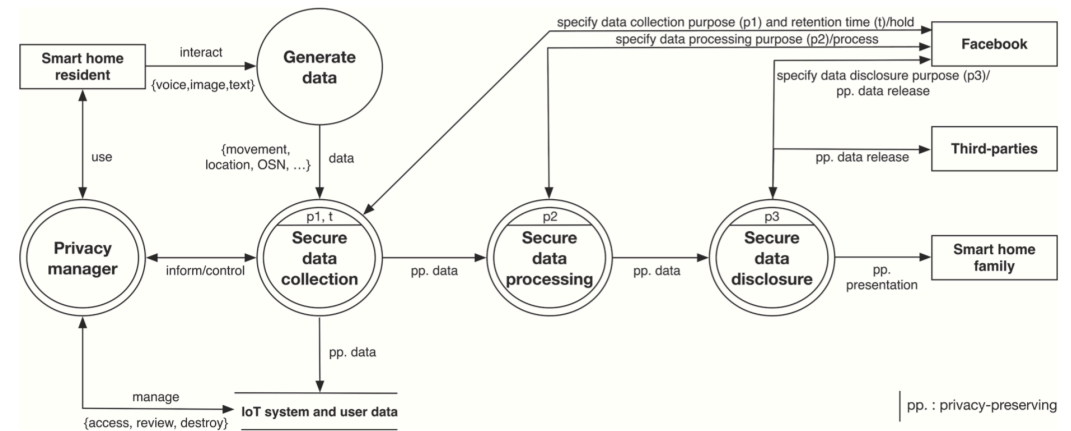 specify data collection purpose (p1) and retention time (t)/hold
specify data processing purpose (p2)/process
Facebook
specify data disclosure purpose (p3)/
pp. data release
Smart home
resident
interact
{voice,image,text}
Generate
data
use
{movement,
location, OSN, ...}
data
pp. data release
Third-parties
Privacy
manager
inform/control
p1, t
Secure
data
collection
pp. data
p2
Secure
data
processing
pp. data
p3
Secure
data
disclosure
pp.
presentation
Smart home
family
pp. data
manage
{access, review, destroy}
IoT system and user data
pp. : privacy-preserving